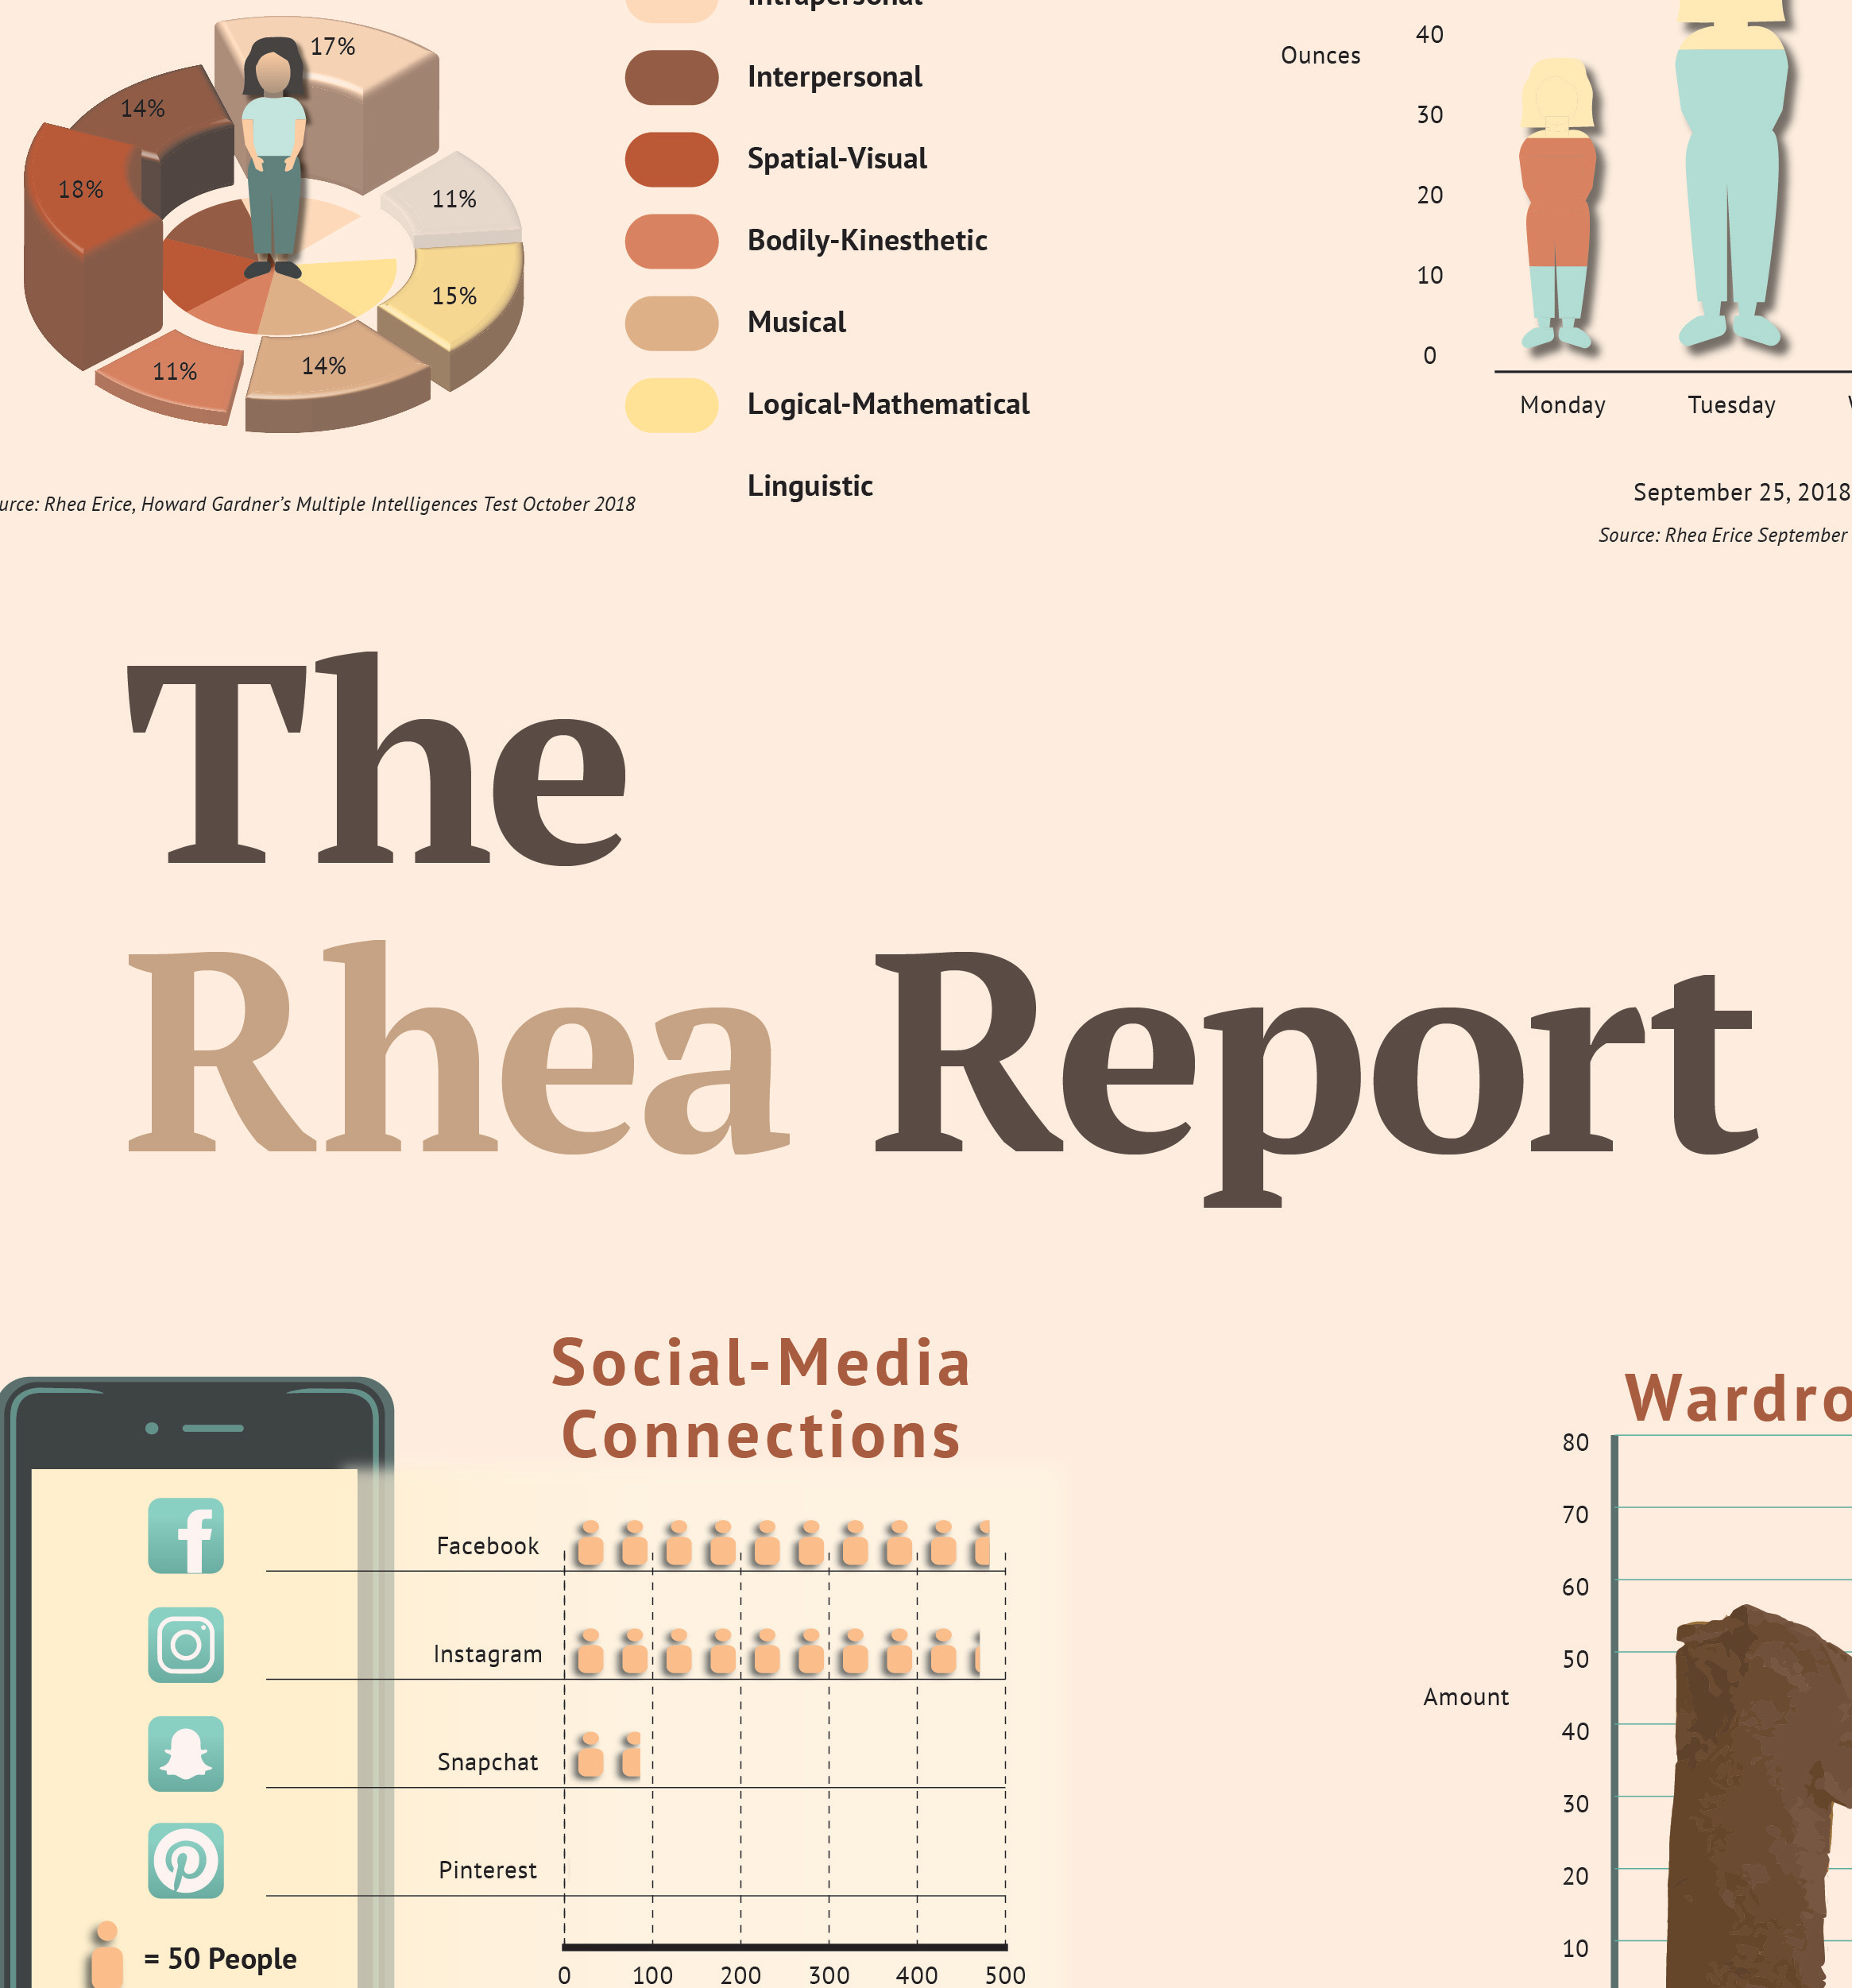 17%
14%
18%
11%
15%
14%
11%
Intrapersonal
Interpersonal
Spatial-Visual
Bodily-Kinesthetic
Musical
Logical-Mathematical
Linguistic
urce: Rhea Erice, Howard Gardner’s Multiple Intelligences Test October 2018
Ounces
40
30
20
10
0
Monday
Tuesday
September 25, 2018
Source: Rhea Erice September
The
Rhea Report
Social-Media
Connections
Facebook
Instagram
Snapchat
Pinterest
= 50 People
0 100 200 300 400 500
Wardro
Amount
80
70
60
50
40
30
20
10